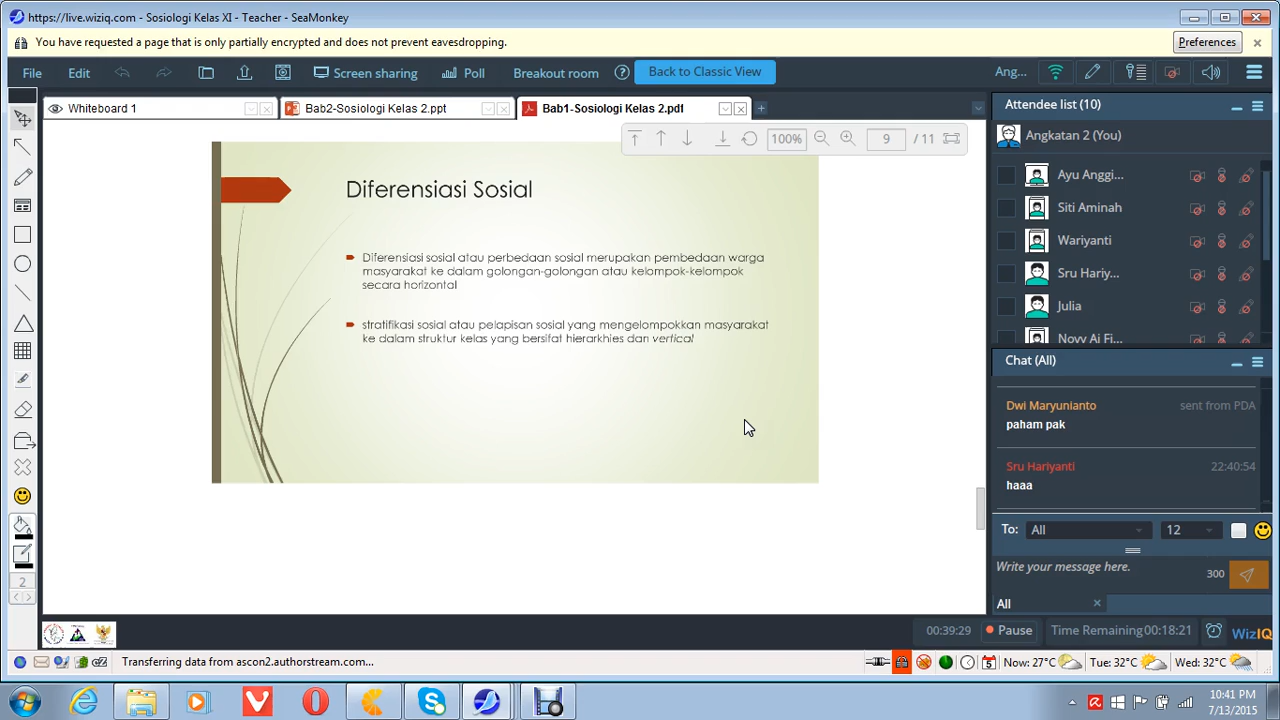 https://live.wiziq.com - Sosiologi Kelas XI - Teacher - SeaMonkey
You have requested a page that is only partially encrypted and does not prevent eavesdropping.
Preferences
File Edit Screen sharing Poll Breakout room ? Back to Classic View Ang...
Whiteboard 1 Bab2-Sosiologi Kelas 2.ppt Bab1-Sosiologi Kelas 2.pdf
100% 9 / 11
Diferensiasi Sosial
Diferensiasi sosial atau perbedaan sosial merupakan pembedaan warga
masyarakat ke dalam golongan-golongan atau kelompok-kelompok
secara horizontal
stratifikasi sosial atau pelapisan sosial yang mengelompokkan masyarakat
ke dalam struktur kelas yang bersifat hierarkhies dan vertical
2
Attendee list (10)
Angkatan 2 (You)
Ayu Anggi...
Siti Aminah
Wariyanti
Sru Hariy...
Julia
Novy Ai Fi...
Chat (All)
Dwi Maryunianto sent from PDA
paham pak
Sru Hariyanti 22:40:54
haaa
To: All 12
Write your message here. 300
All
00:39:29 Pause Time Remaining 00:18:21 WizIQ
Transferring data from ascon2.authorstream.com...
5 Now: 27°C Tue: 32°C Wed: 32°C
10:41 PM
7/13/2015